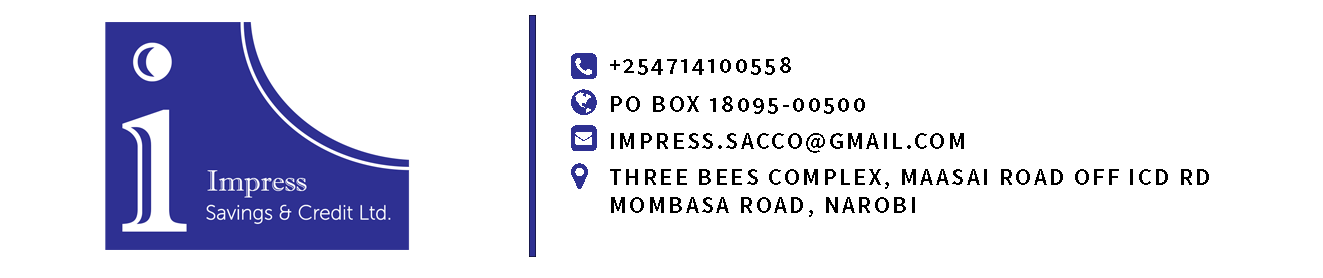 Impress
Savings & Credit Ltd.
+254714100558
PO BOX 18095-00500
IMPRESS.SACCO@GMAIL.COM
THREE BEES COMPLEX, MAASAI ROAD OFF ICD RD
MOMBASA ROAD, NAROBI